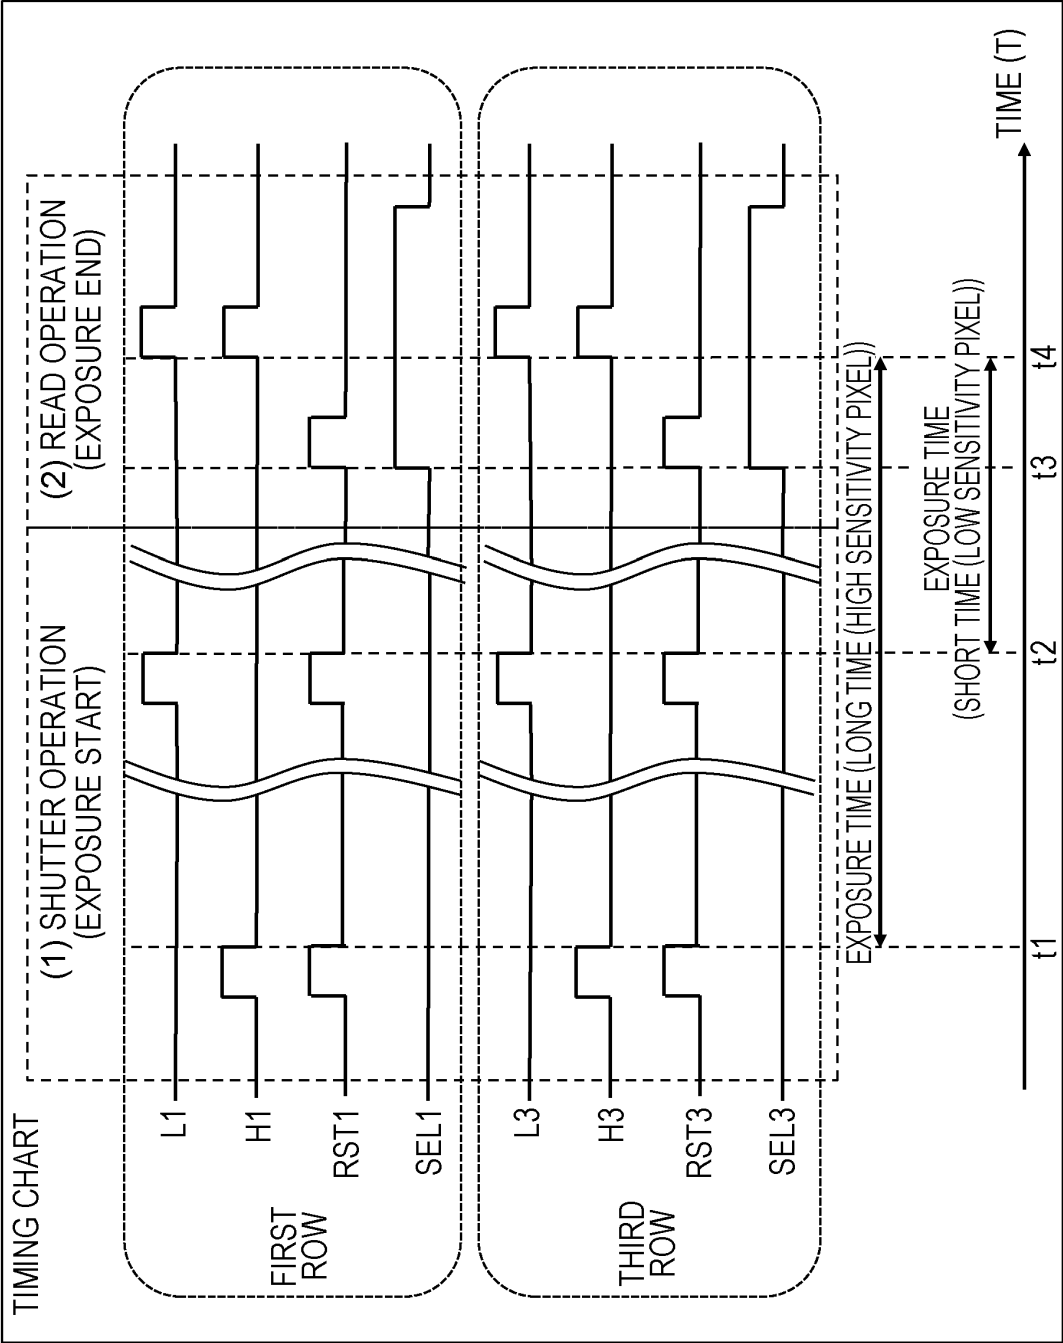 TIMING CHART
(1) SHUTTER OPERATION
(EXPOSURE START)
(2) READ OPERATION
(EXPOSURE END)
FIRST
ROW
L1
H1
RST1
SEL1
THIRD
ROW
L3
H3
RST3
SEL3
EXPOSURE TIME (LONG TIME (HIGH SENSITIVITY PIXEL))
EXPOSURE TIME
(SHORT TIME (LOW SENSITIVITY PIXEL))
TIME (T)
t1
t2
t3
t4